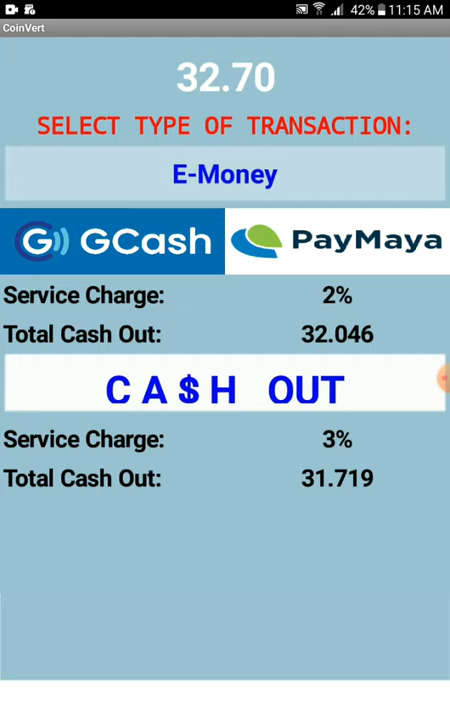 42% 11:15 AM
CoinVert
32.70
SELECT TYPE OF TRANSACTION:
E-Money
G)) GCash PayMaya
Service Charge: 2%
Total Cash Out: 32.046
C A $ H OUT
Service Charge: 3%
Total Cash Out: 31.719